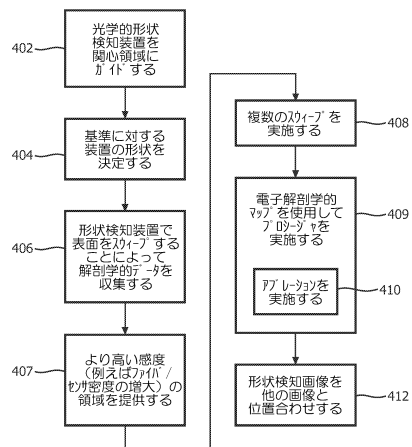 402
光学的形状
検知装置を
関心領域に
ｶﾞｲﾄﾞする
404
基準に対する
装置の形状を
決定する
406
形状検知装置で
表面をｽｳｨｰﾌﾟする
ことによって
解剖学的ﾃﾞｰﾀを
収集する
407
より高い感度
(例えばﾌｧｲﾊﾞ/
ｾﾝｻ密度の増大)の
領域を提供する
複数のｽｳｨｰﾌﾟを
実施する
408
電子解剖学的
ﾏｯﾌﾟを使用して
ﾌﾟﾛｼｰｼﾞｬを
実施する
409
ｱﾌﾞﾚｰｼｮﾝを
実施する
410
形状検知画像を
他の画像と
位置合わせする
412